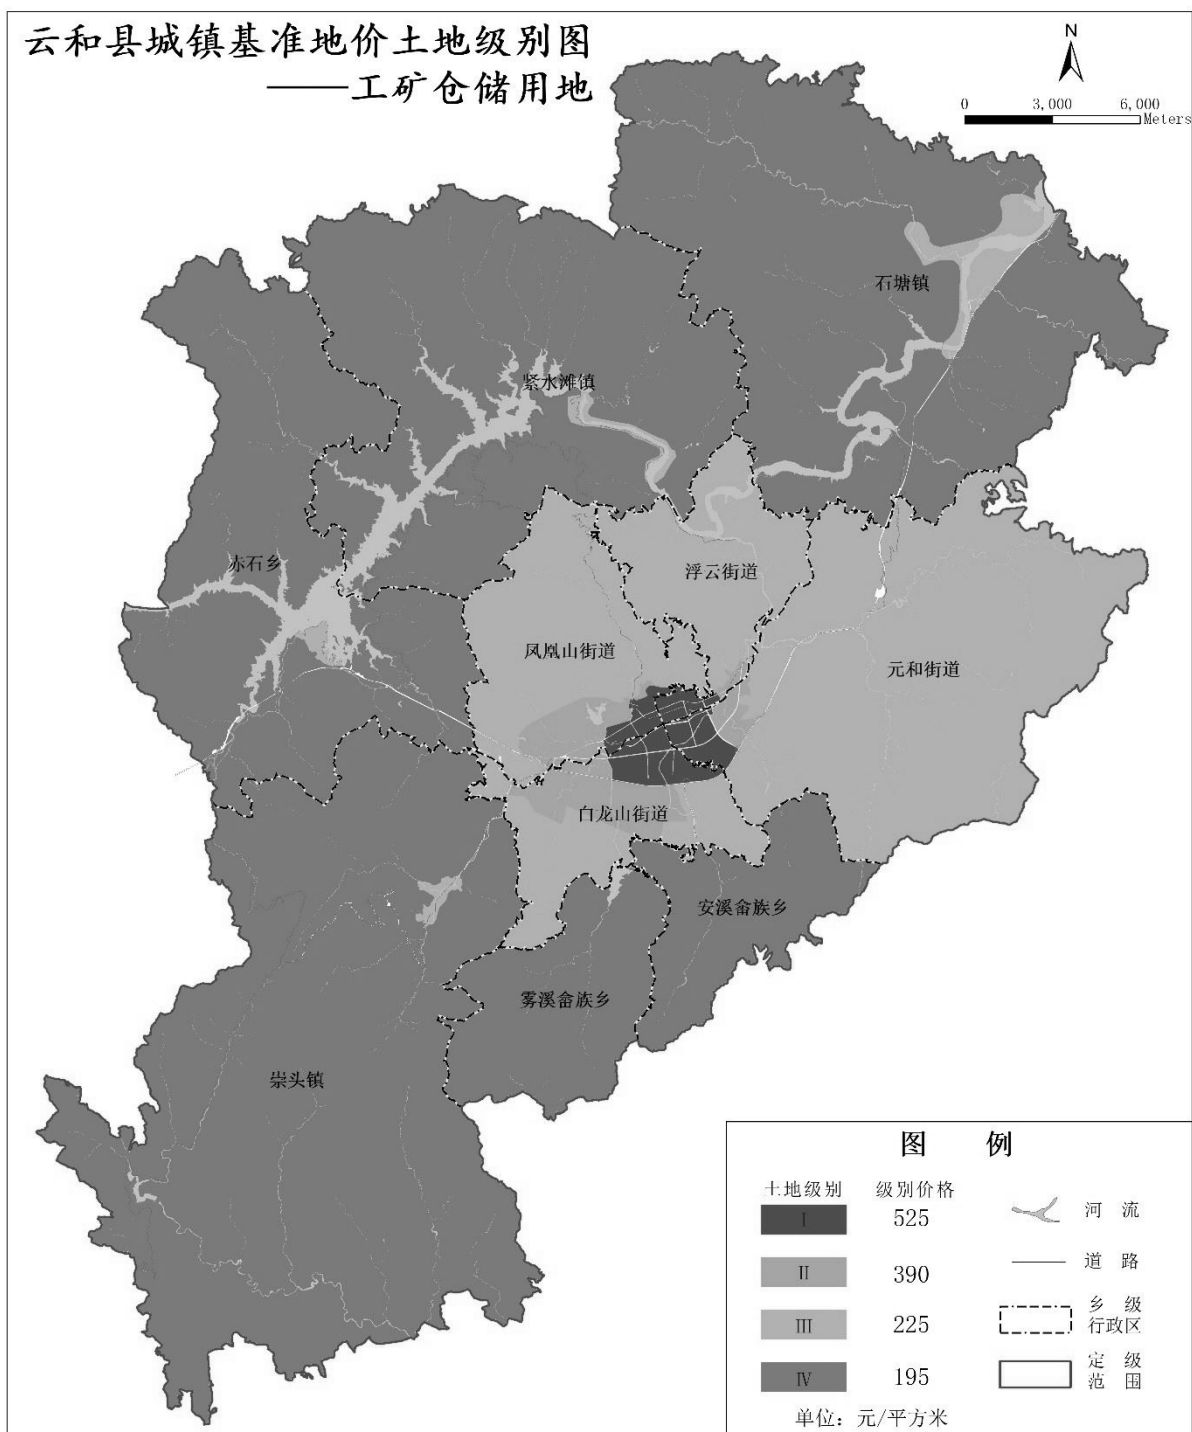 云和县城镇基准地价土地级别图
——工矿仓储用地
N
0 3,000 6,000
Meters
石塘镇
紧水滩镇
赤石乡
浮云街道
凤凰山街道
元和街道
白龙山街道
安溪畲族乡
雾溪畲族乡
崇头镇
图 例
土地级别 级别价格
I 525
II 390
III 225
IV 195
单位：元/平方米
河 流
道 路
乡 级
行政区
定 级
范 围